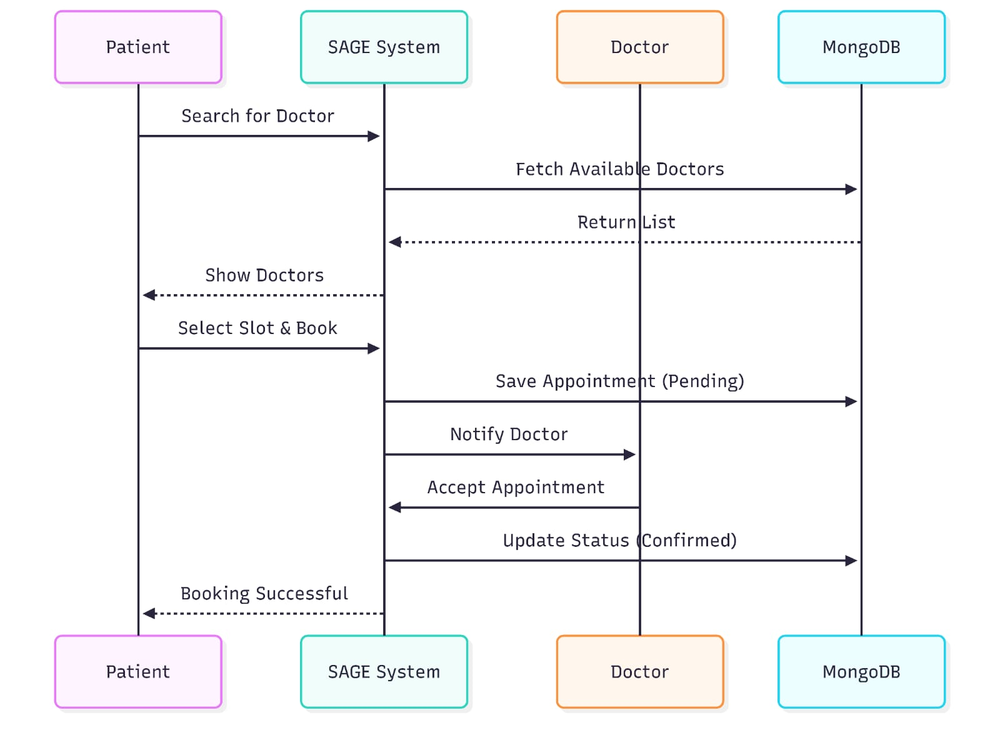 Patient
SAGE System
Doctor
MongoDB
Search for Doctor
Fetch Available Doctors
Return List
Show Doctors
Select Slot & Book
Save Appointment (Pending)
Notify Doctor
Accept Appointment
Update Status (Confirmed)
Booking Successful
Patient
SAGE System
Doctor
MongoDB